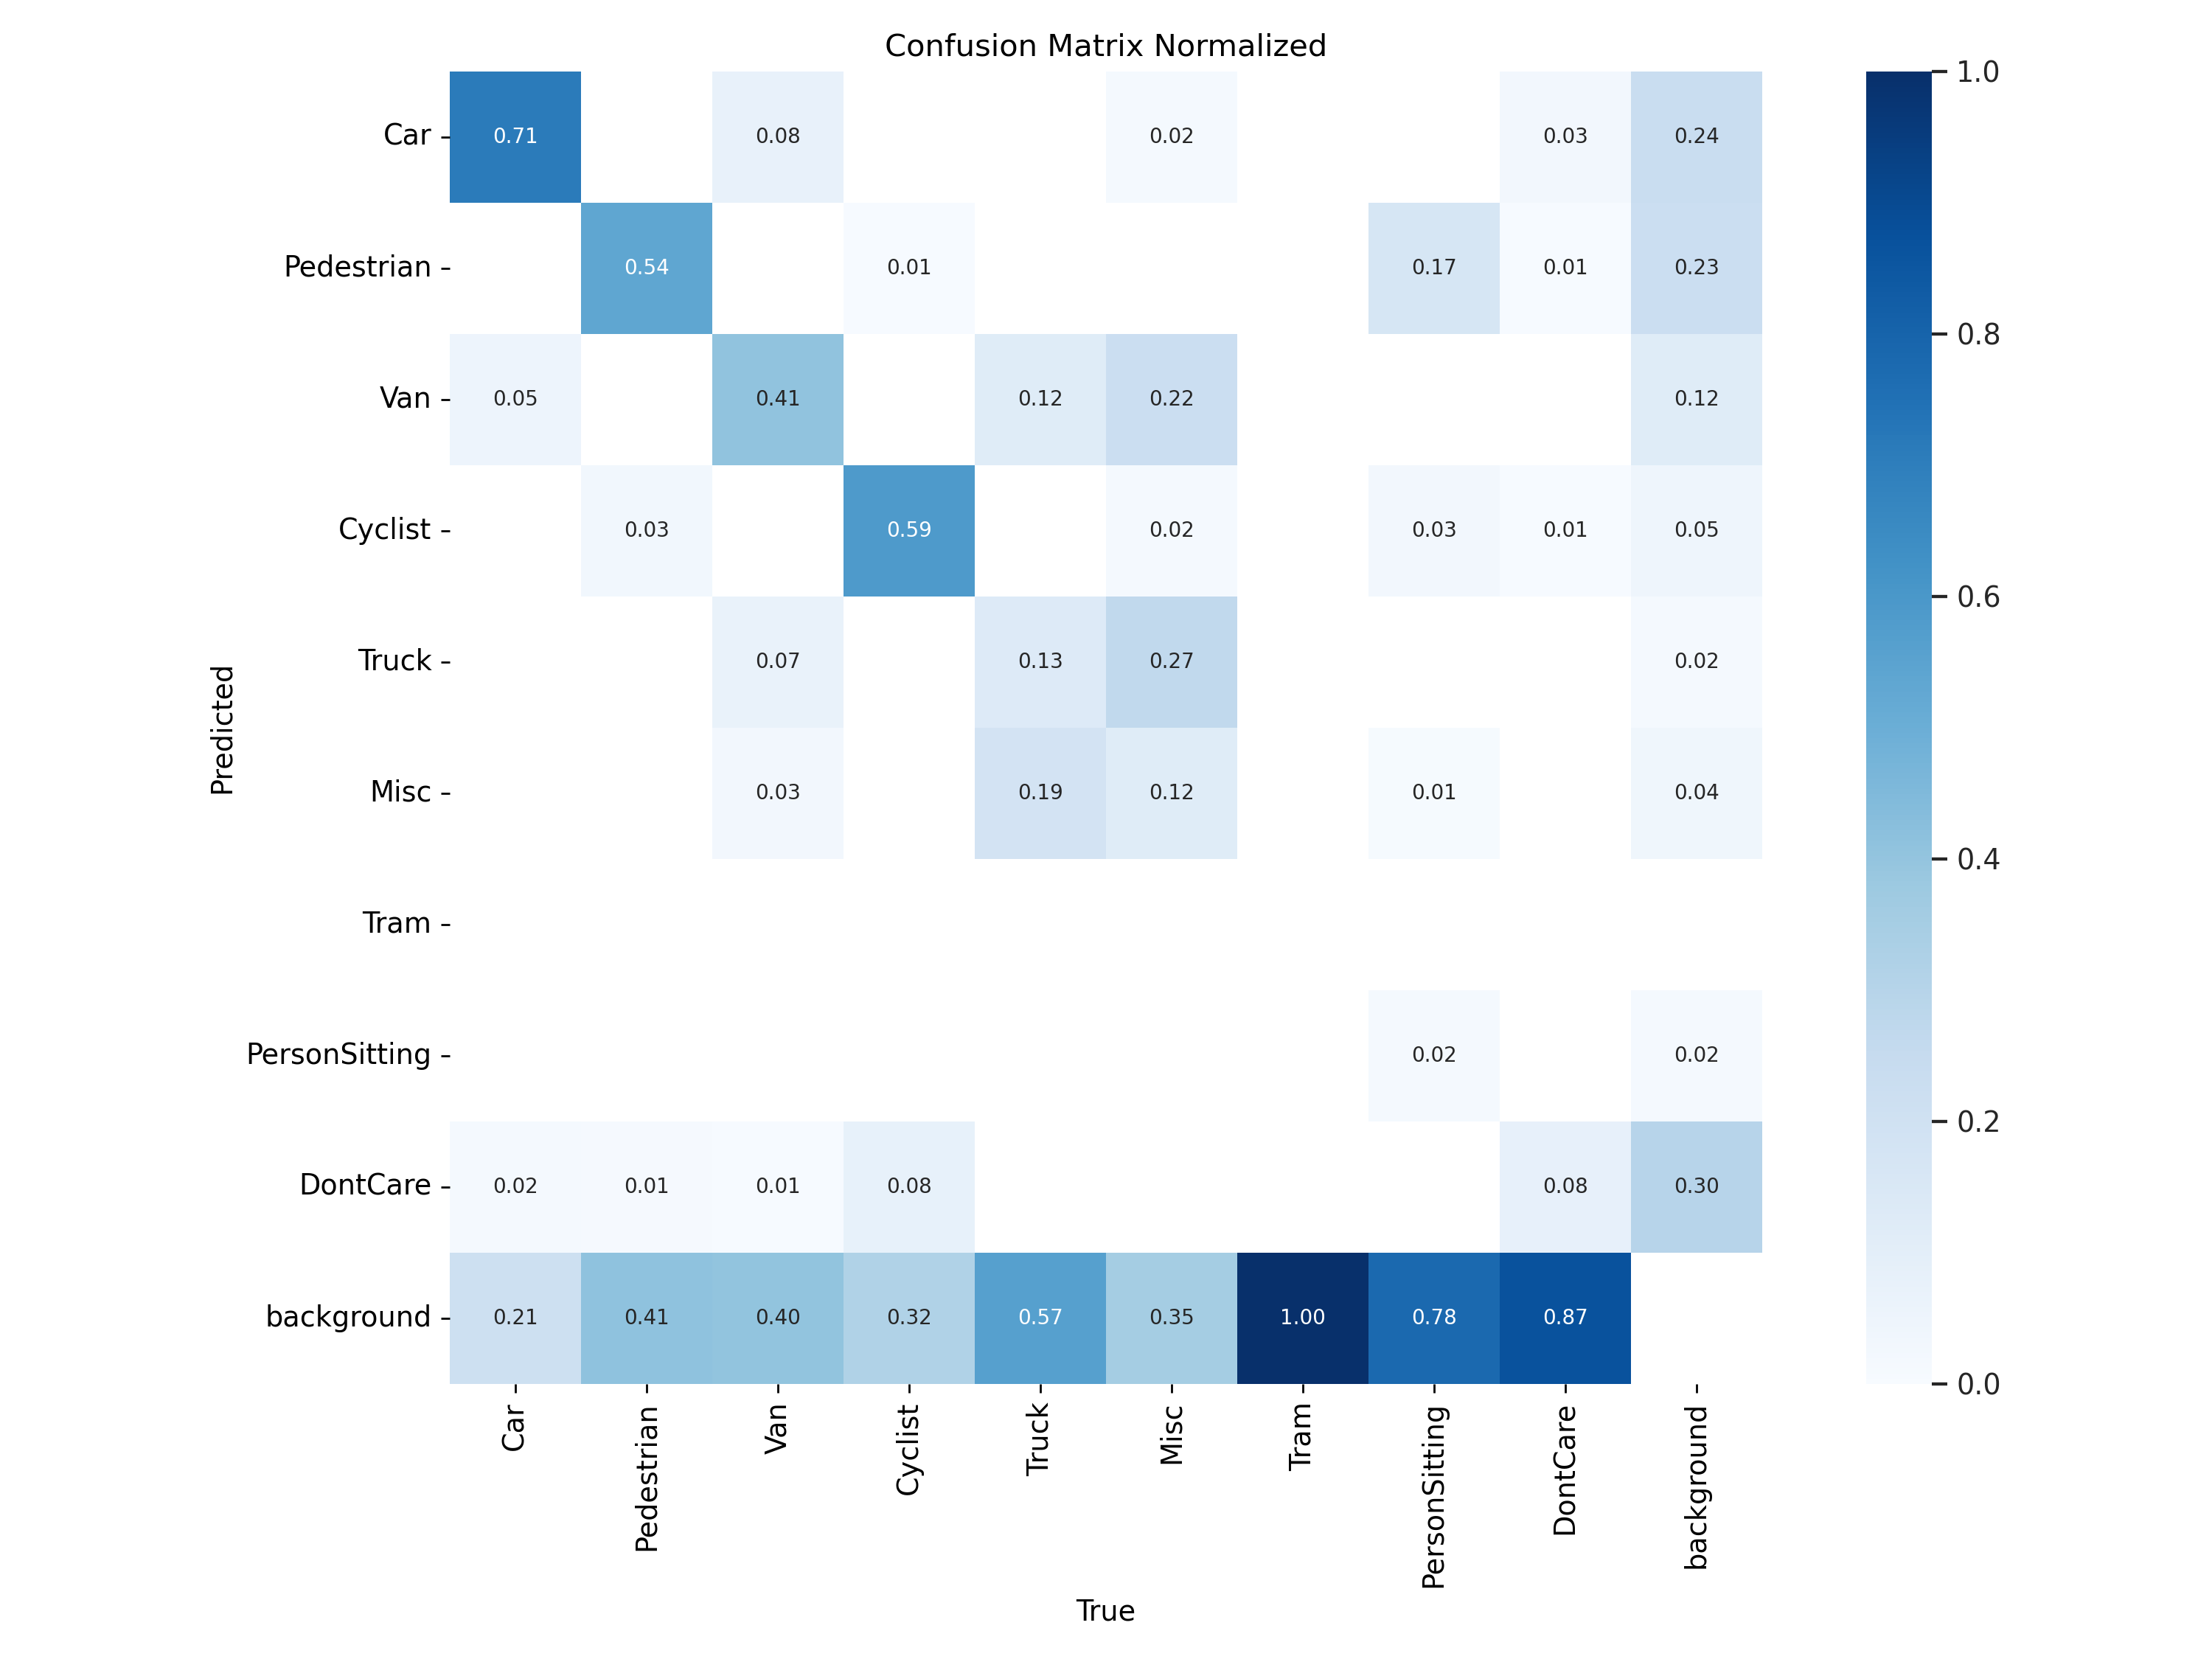 Confusion Matrix Normalized
Car 0.71 0.08 0.02 0.03 0.24 1.0
Pedestrian 0.54 0.01 0.17 0.01 0.23
Van 0.05 0.41 0.12 0.22 0.12 0.8
Cyclist 0.03 0.59 0.02 0.03 0.01 0.05
0.6
Truck 0.07 0.13 0.27 0.02
Predicted
Misc 0.03 0.19 0.12 0.01 0.04
0.4
Tram
PersonSitting 0.02 0.02
0.2
DontCare 0.02 0.01 0.01 0.08 0.08 0.30
background 0.21 0.41 0.40 0.32 0.57 0.35 1.00 0.78 0.87
0.0
Car Pedestrian Van Cyclist Truck Misc Tram PersonSitting DontCare background
True